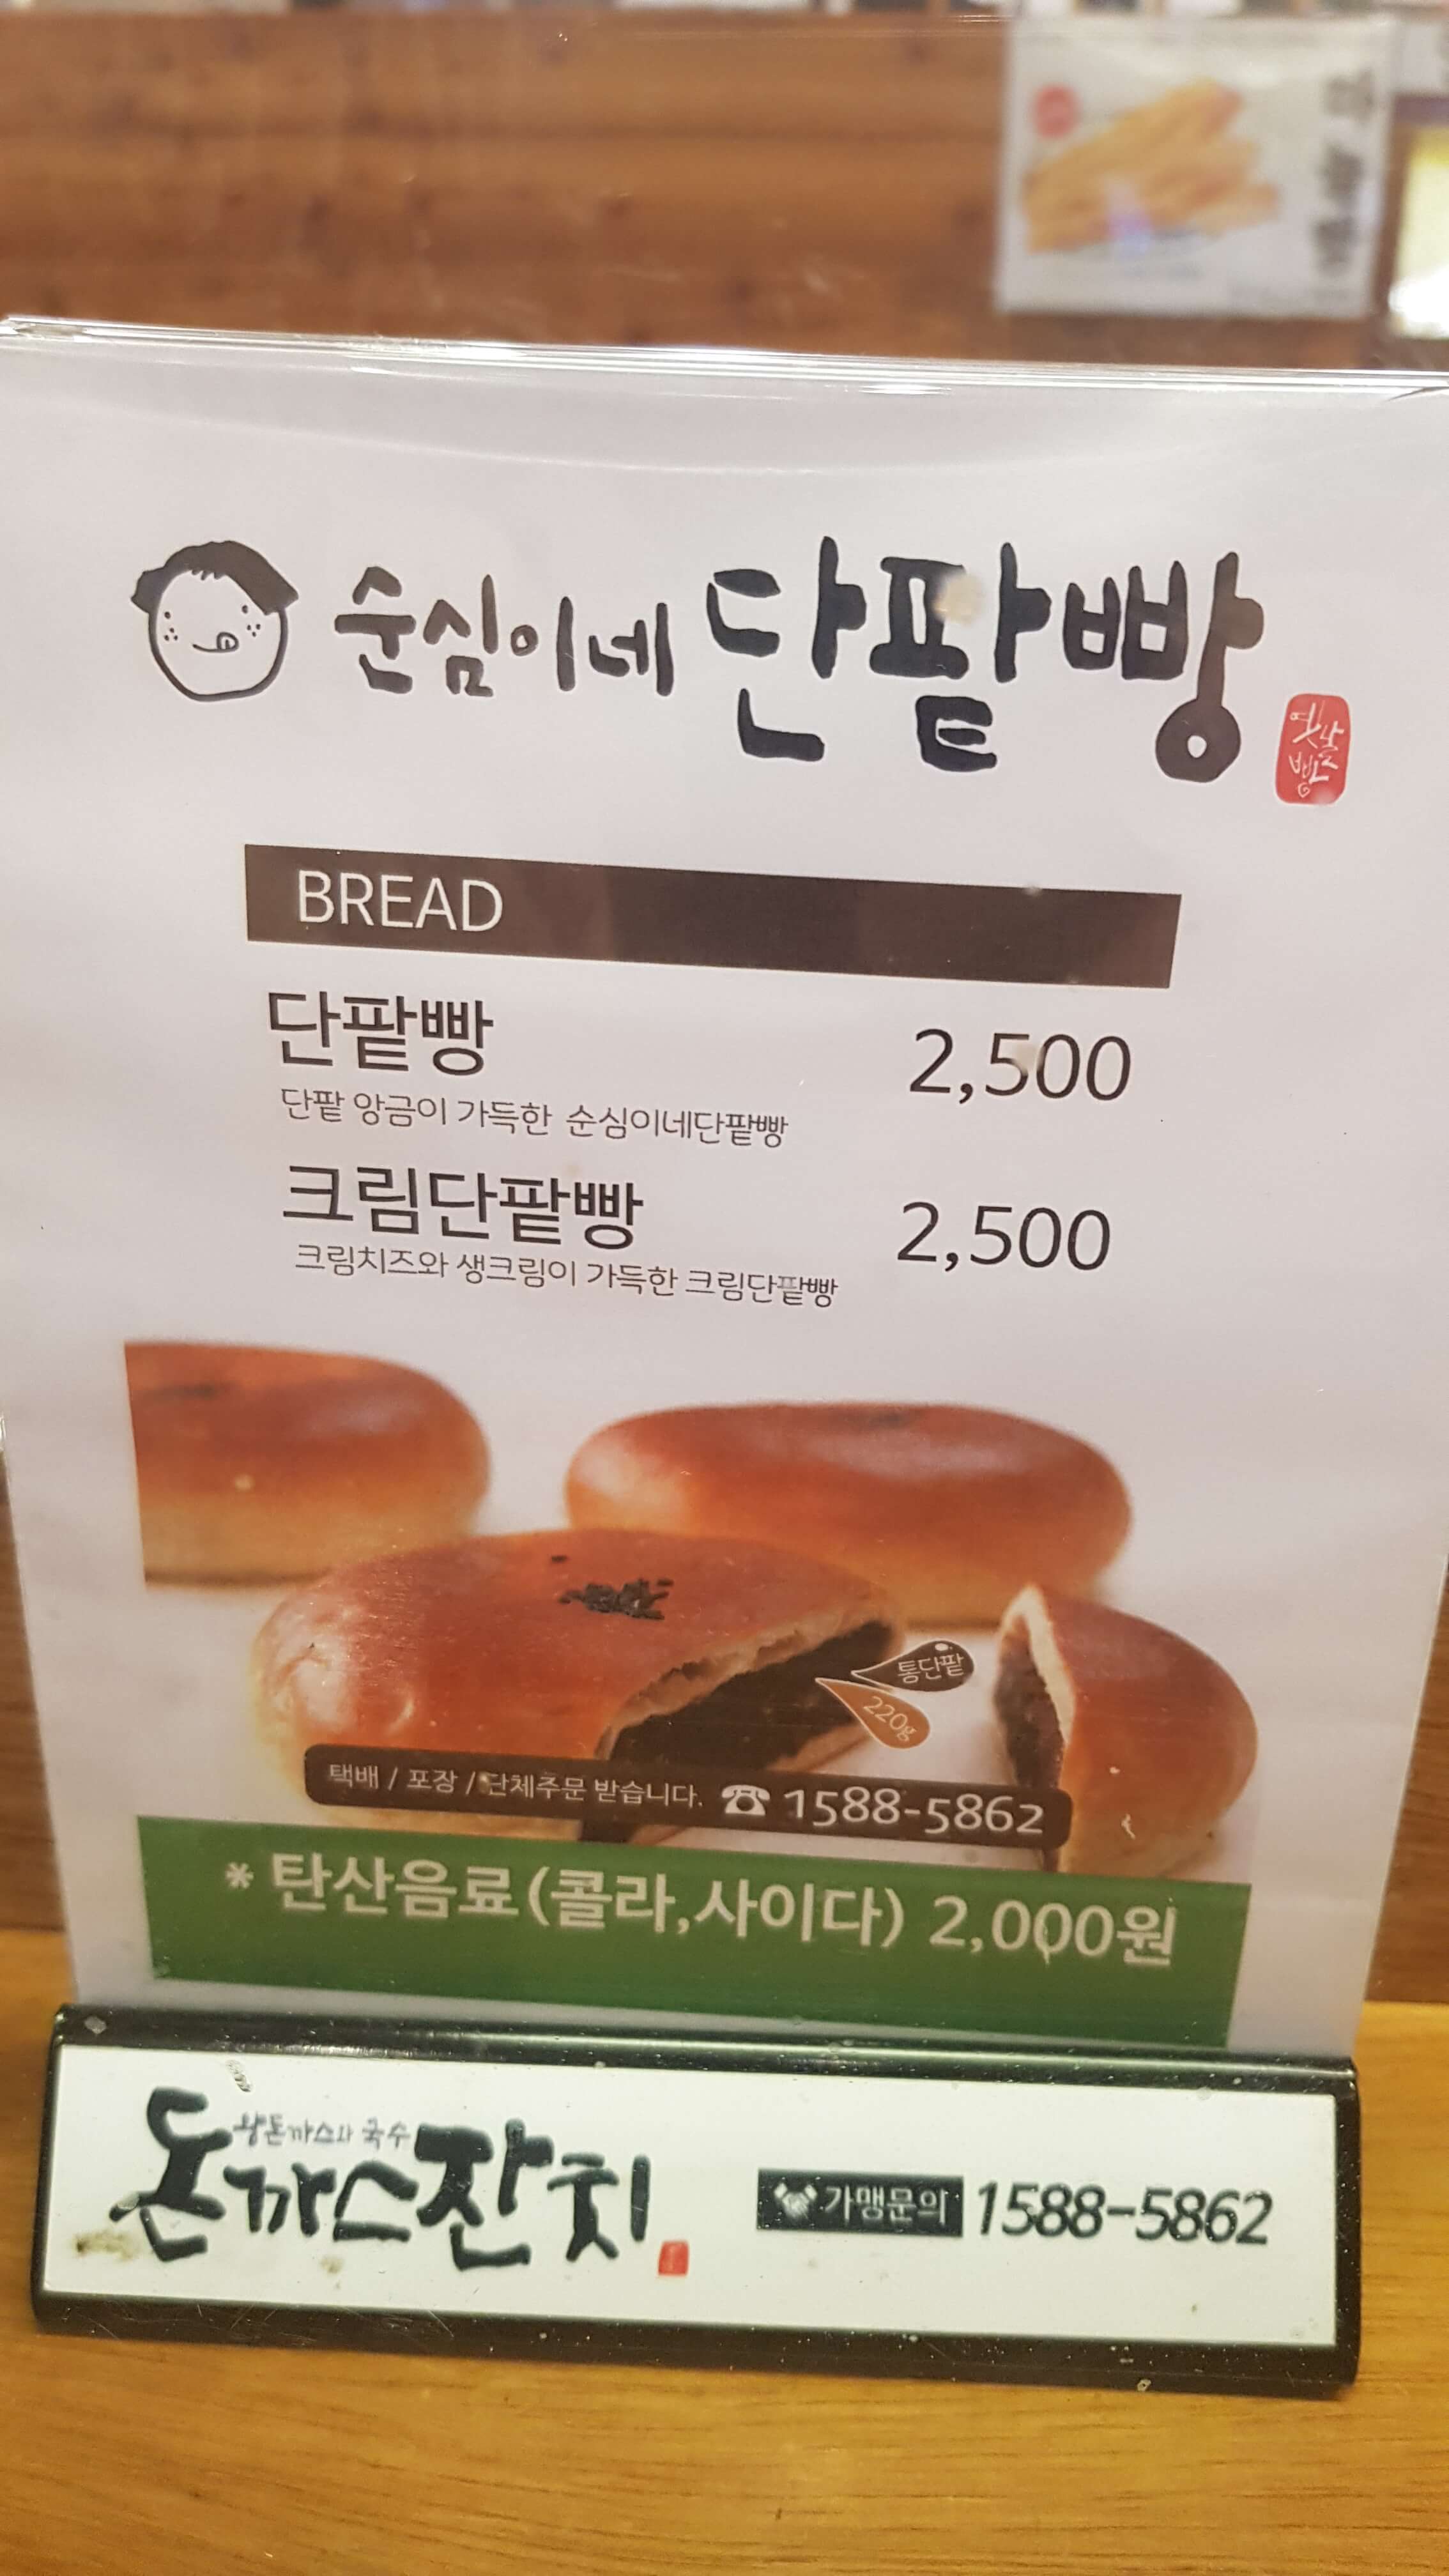 순심이네 단팥빵
옛날
빵
BREAD
단팥빵 2,500
단팥 앙금이 가득한 순심이네단팥빵
크림단팥빵 2,500
크림치즈와 생크림이 가득한 크림단팥빵
통단팥
220g
택배 / 포장 / 단체주문 받습니다. ☎ 1588-5862
* 탄산음료(콜라,사이다) 2,000원
왕돈까스와 국수
돈까스잔치
가맹문의 1588-5862